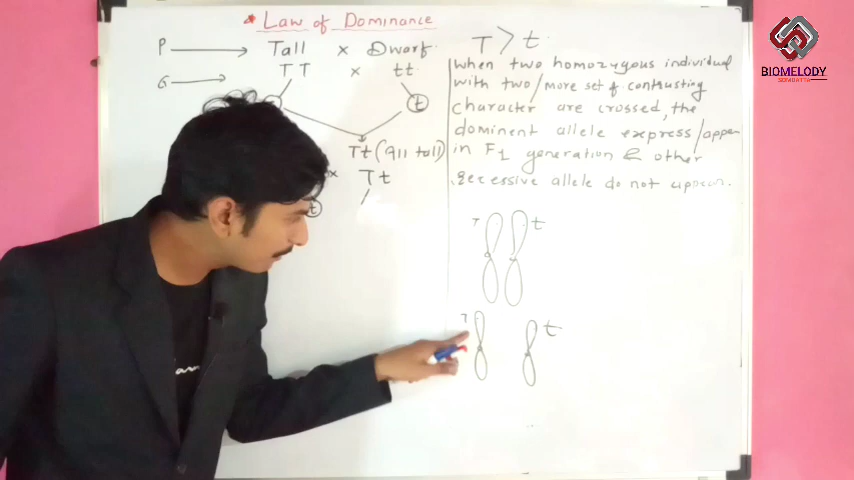 * Law of Dominance
P → Tall x Dwarf
TT x tt
G →
t
Tt (all tall)
x Tt
t
T > t
when two homozygous individual
with two/more set of contrasting
character are crossed, the
dominent allele express/appear
in F1 generation & other
recessive allele do not appear.
T t
T t
BIOMELODY
SOMDATTA